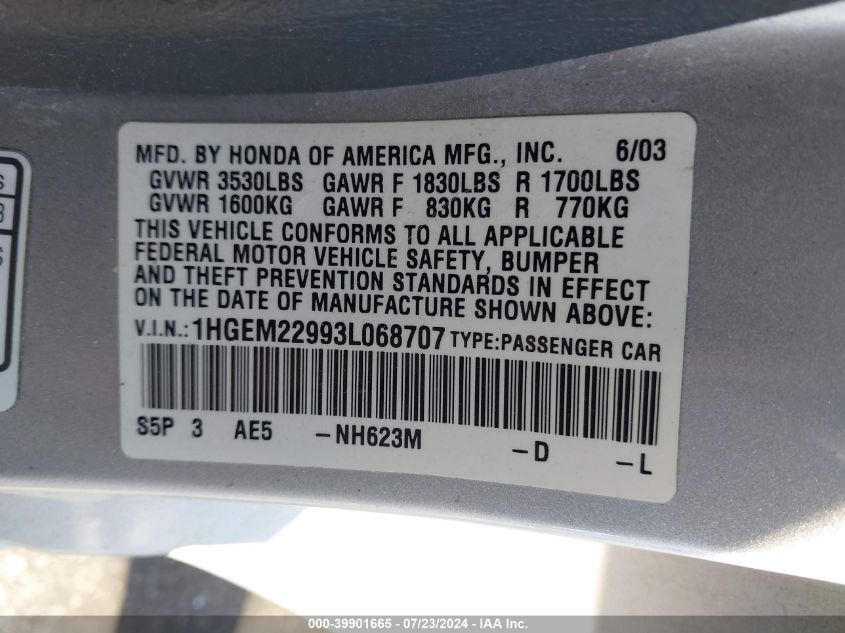 MFD. BY HONDA OF AMERICA MFG., INC. 6/03
GVWR 3530LBS GAWR F 1830LBS R 1700LBS
GVWR 1600KG GAWR F 830KG R 770KG
THIS VEHICLE CONFORMS TO ALL APPLICABLE
FEDERAL MOTOR VEHICLE SAFETY, BUMPER
AND THEFT PREVENTION STANDARDS IN EFFECT
ON THE DATE OF MANUFACTURE SHOWN ABOVE:
V.I.N.: 1HGEM22993L068707 TYPE:PASSENGER CAR
S5P 3 AE5 -NH623M -D -L
000-39901665 / 07/23/2024 - IAA Inc.